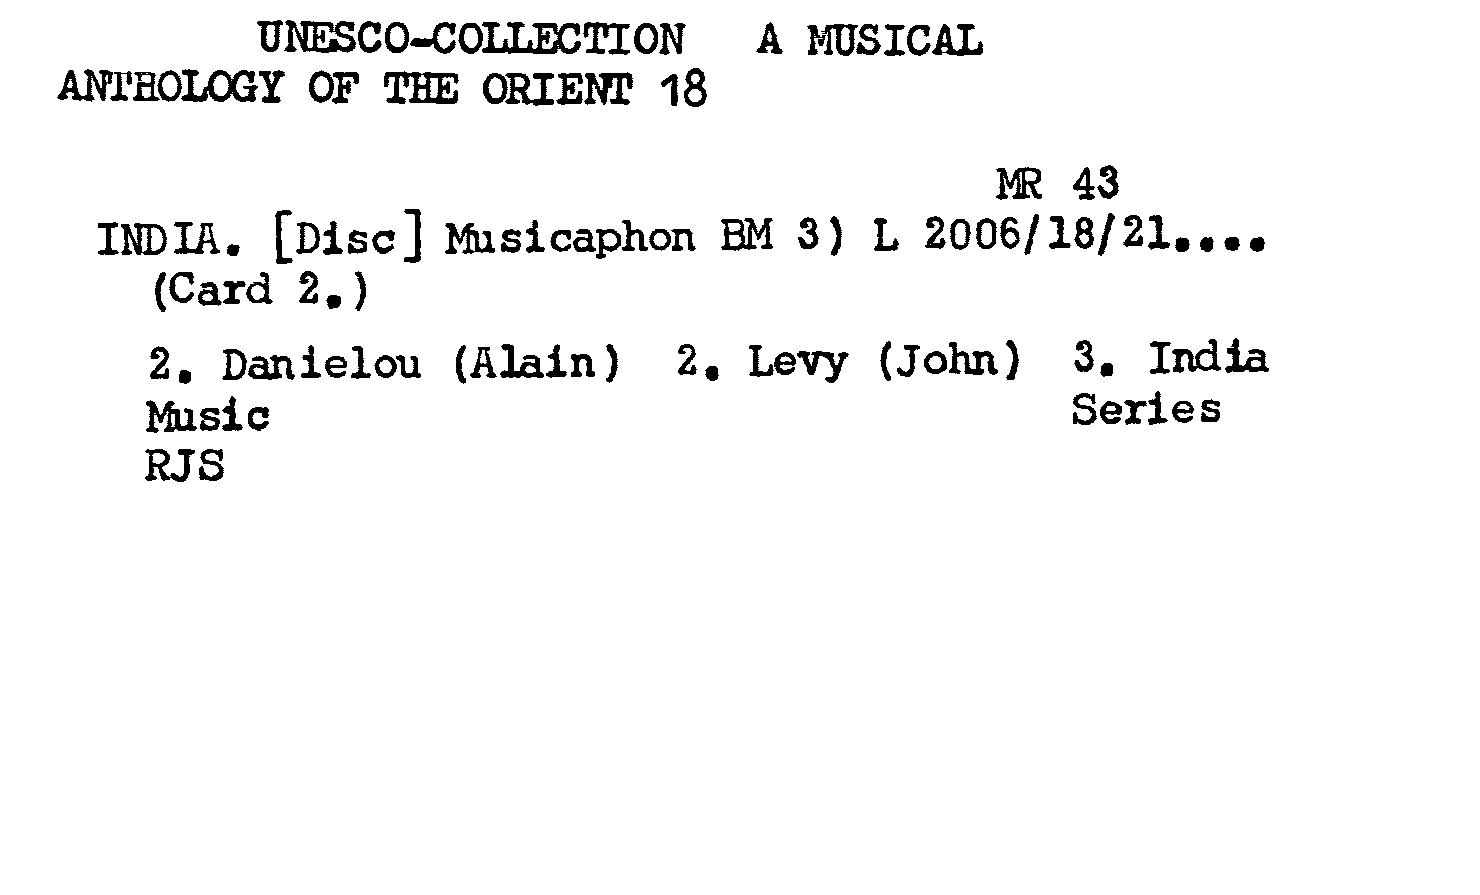 UNESCO-COLLECTION A MUSICAL
ANTHOLOGY OF THE ORIENT 18
MR 43
INDIA. [Disc] Musicaphon BM 3) L 2006/18/21....
(Card 2.)
2. Danielou (Alain) 2. Levy (John) 3. India
Music Series
RJS